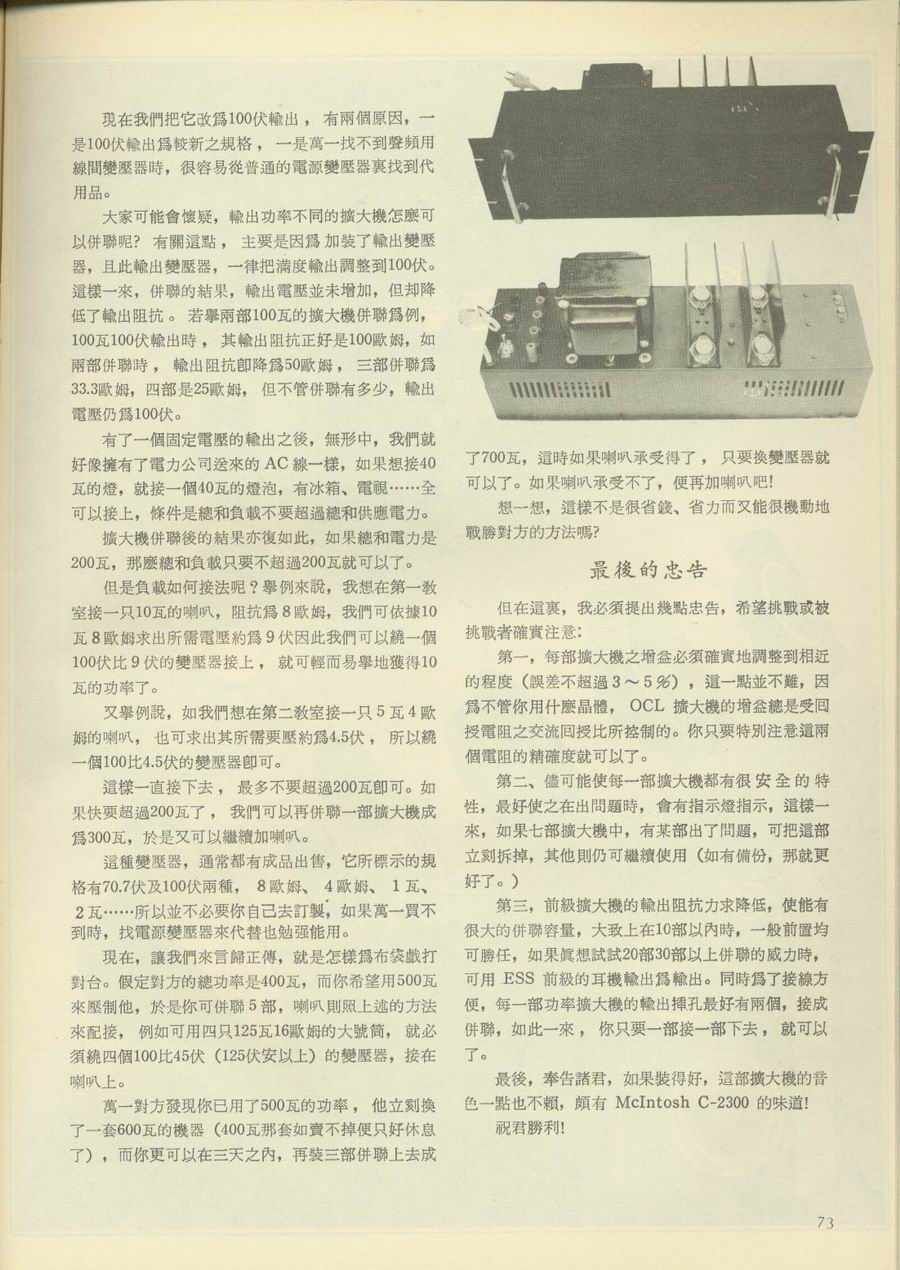 現在我們把它改爲100伏輸出，有兩個原因，一
是100伏輸出爲較新之規格，一是萬一找不到聲頻用
線間變壓器時，很容易從普通的電源變壓器裏找到代
用品。
大家可能會懷疑，輸出功率不同的擴大機怎麼可
以併聯呢？有關這點，主要是因爲加裝了輸出變壓
器，且此輸出變壓器，一律把滿度輸出調整到100伏。
這樣一來，併聯的結果，輸出電壓並未增加，但却降
低了輸出阻抗。若擧兩部100瓦的擴大機併聯爲例，
100瓦100伏輸出時，其輸出阻抗正好是100歐姆，如
兩部併聯時，輸出阻抗卽降爲50歐姆，三部併聯爲
33.3歐姆，四部是25歐姆，但不管併聯有多少，輸出
電壓仍爲100伏。
有了一個固定電壓的輸出之後，無形中，我們就
好像擁有了電力公司送來的 AC 線一樣，如果想接40
瓦的燈，就接一個40瓦的燈泡，有冰箱、電視……全
可以接上，條件是總和負載不要超過總和供應電力。
擴大機併聯後的結果亦復如此，如果總和電力是
200瓦，那麼總和負載只要不超過200瓦就可以了。
但是負載如何接法呢？擧例來說，我想在第一敎
室接一只10瓦的喇叭，阻抗爲８歐姆，我們可依據10
瓦８歐姆求出所需電壓約爲９伏因此我們可以繞一個
100伏比９伏的變壓器接上，就可輕而易擧地獲得10
瓦的功率了。
又擧例說，如我們想在第二敎室接一只５瓦４歐
姆的喇叭，也可求出其所需要壓約爲4.5伏，所以繞
一個100比4.5伏的變壓器卽可。
這樣一直接下去，最多不要超過200瓦卽可。如
果快要超過200瓦了，我們可以再併聯一部擴大機成
爲300瓦，於是又可以繼續加喇叭。
這種變壓器，通常都有成品出售，它所標示的規
格有70.7伏及100伏兩種，８歐姆、４歐姆、１瓦、
２瓦……所以並不必要你自己去訂製，如果萬一買不
到時，找電源變壓器來代替也勉强能用。
現在，讓我們來言歸正傳，就是怎樣爲布袋戲打
對台。假定對方的總功率是400瓦，而你希望用500瓦
來壓制他，於是你可併聯５部，喇叭則照上述的方法
來配接，例如可用四只125瓦16歐姆的大號筒，就必
須繞四個100比45伏（125伏安以上）的變壓器，接在
喇叭上。
萬一對方發現你已用了500瓦的功率，他立刻換
了一套600瓦的機器（400瓦那套如賣不掉便只好休息
了），而你更可以在三天之內，再裝三部併聯上去成
了700瓦，這時如果喇叭承受得了，只要換變壓器就
可以了。如果喇叭承受不了，便再加喇叭吧！
想一想，這樣不是很省錢、省力而又能很機動地
戰勝對方的方法嗎？
最後的忠告
但在這裏，我必須提出幾點忠告，希望挑戰或被
挑戰者確實注意：
第一，每部擴大機之增益必須確實地調整到相近
的程度（誤差不超過３～５％），這一點並不難，因
爲不管你用什麼晶體，OCL 擴大機的增益總是受回
授電阻之交流回授比所控制的。你只要特別注意這兩
個電阻的精確度就可以了。
第二、儘可能使每一部擴大機都有很安全的特
性，最好使之在出問題時，會有指示燈指示，這樣一
來，如果七部擴大機中，有某部出了問題，可把這部
立刻拆掉，其他則仍可繼續使用（如有備份，那就更
好了。）
第三，前級擴大機的輸出阻抗力求降低，使能有
很大的併聯容量，大致上在10部以內時，一般前置均
可勝任，如果眞想試試20部30部以上併聯的威力時，
可用 ESS 前級的耳機輸出爲輸出。同時爲了接線方
便，每一部功率擴大機的輸出揷孔最好有兩個，接成
併聯，如此一來，你只要一部接一部下去，就可以
了。
最後，奉告諸君，如果裝得好，這部擴大機的音
色一點也不賴，頗有 McIntosh C-2300 的味道！
祝君勝利！
73